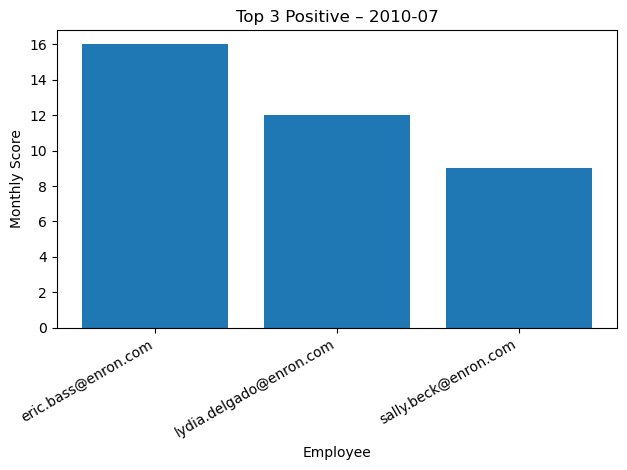 Top 3 Positive – 2010-07
Monthly Score
16
14
12
10
8
6
4
2
0
eric.bass@enron.com
lydia.delgado@enron.com
sally.beck@enron.com
Employee